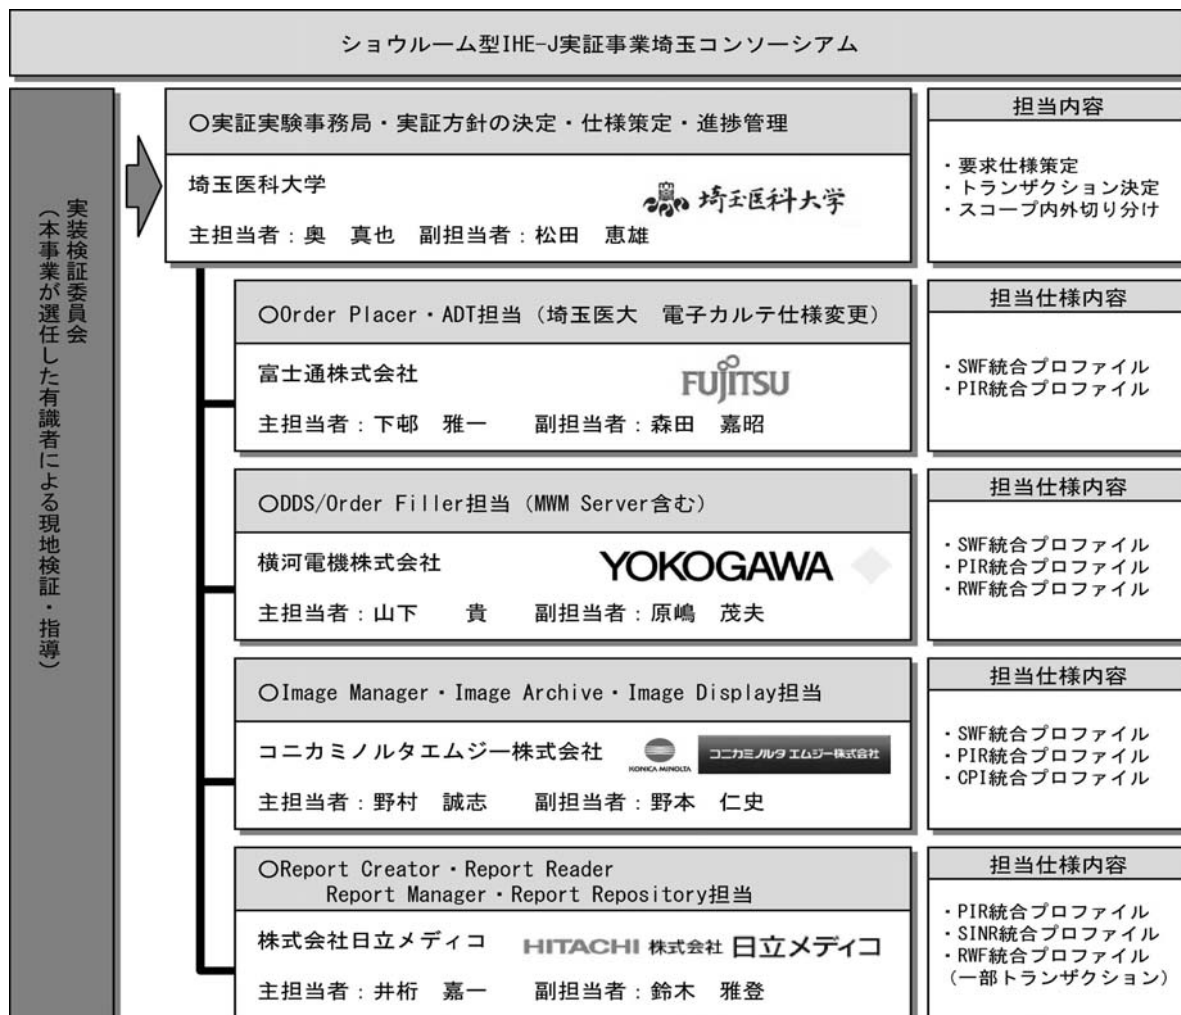 ショウルーム型IHE-J実証事業埼玉コンソーシアム
実装検証委員会
（本事業が選任した有識者による現地検証・指導）
○実証実験事務局・実証方針の決定・仕様策定・進捗管理
埼玉医科大学
埼玉医科大学
主担当者：奥　真也　副担当者：松田　恵雄
担当内容
・要求仕様策定
・トランザクション決定
・スコープ内外切り分け
○Order Placer・ADT担当（埼玉医大　電子カルテ仕様変更）
富士通株式会社
FUJITSU
主担当者：下邨　雅一　　副担当者：森田　嘉昭
担当仕様内容
・SWF統合プロファイル
・PIR統合プロファイル
○DDS/Order Filler担当（MWM Server含む）
横河電機株式会社
YOKOGAWA
主担当者：山下　　貴　　副担当者：原嶋　茂夫
担当仕様内容
・SWF統合プロファイル
・PIR統合プロファイル
・RWF統合プロファイル
○Image Manager・Image Archive・Image Display担当
コニカミノルタエムジー株式会社
KONICA MINOLTA
コニカミノルタ エムジー株式会社
主担当者：野村　誠志　　副担当者：野本　仁史
担当仕様内容
・SWF統合プロファイル
・PIR統合プロファイル
・CPI統合プロファイル
○Report Creator・Report Reader
Report Manager・Report Repository担当
株式会社日立メディコ
HITACHI 株式会社 日立メディコ
主担当者：井桁　嘉一　　副担当者：鈴木　雅登
担当仕様内容
・PIR統合プロファイル
・SINR統合プロファイル
・RWF統合プロファイル
（一部トランザクション）